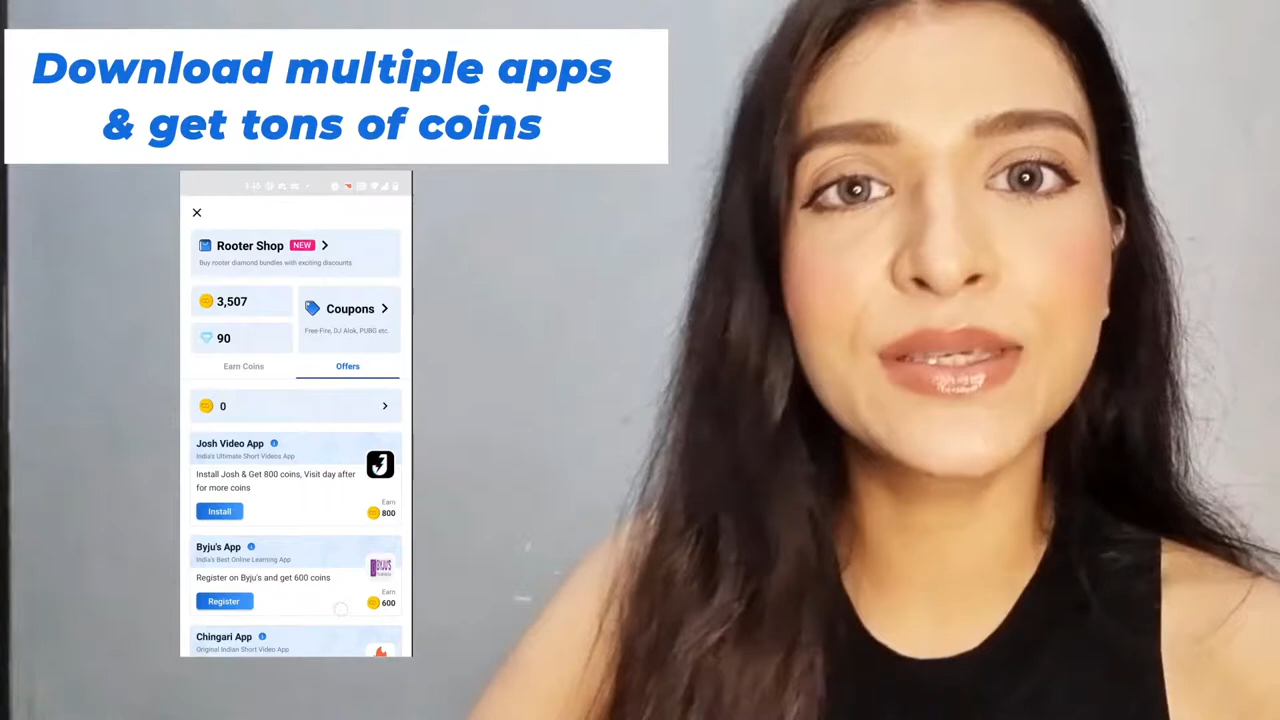 Download multiple apps
& get tons of coins
Rooter Shop NEW
Buy rooter diamond bundles with exciting discounts
3,507
Coupons
Free-Fire, DJ Alok, PUBG etc.
90
Earn Coins Offers
0
Josh Video App
India's Ultimate Short Videos App
Install Josh & Get 800 coins, Visit day after
for more coins
Earn
Install
800
Byju's App
India's Best Online Learning App
BYJU'S
Register on Byju's and get 600 coins
Earn
Register
600
Chingari App
Original Indian Short Video App